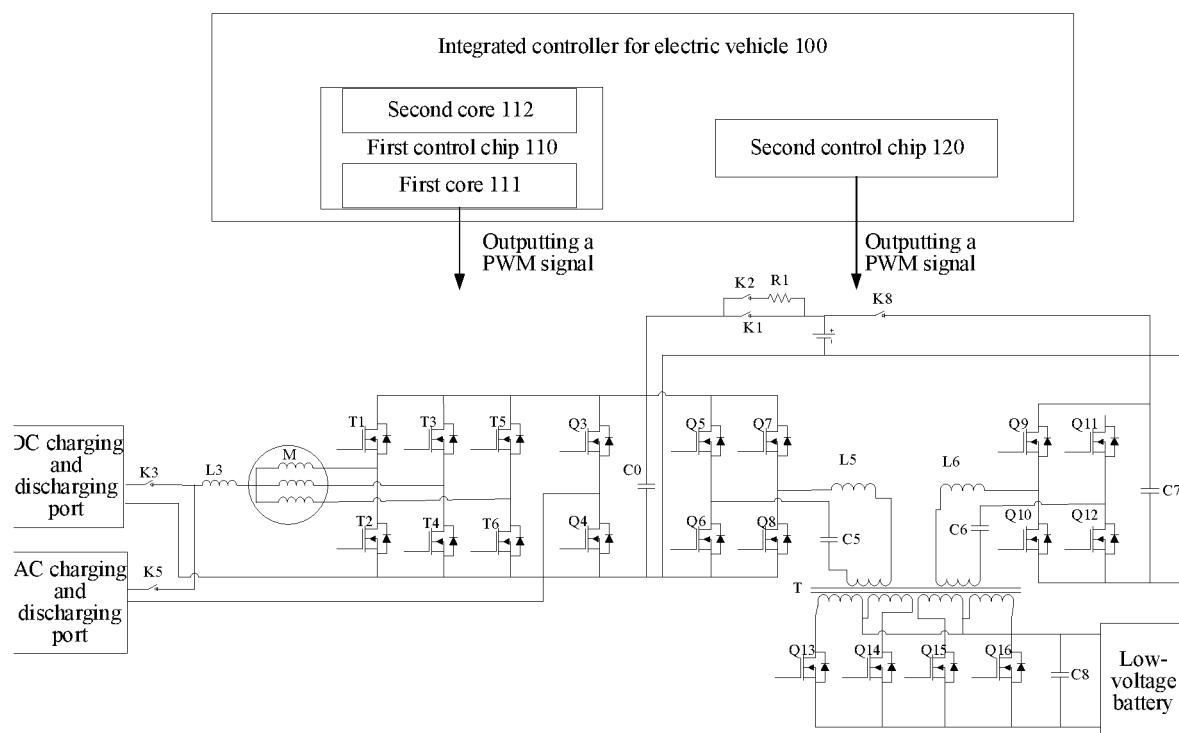 Integrated controller for electric vehicle 100
Second core 112
First control chip 110
First core 111
Second control chip 120
Outputting a
PWM signal
Outputting a
PWM signal
K2
R1
K1
K8
+
-
T1
T3
T5
Q3
Q5
Q7
Q9
Q11
DC charging
and
discharging
port
K3
L3
M
C0
L5
L6
C7
T2
T4
T6
Q4
Q6
Q8
C5
C6
Q10
Q12
AC charging
and
discharging
port
K5
T
Q13
Q14
Q15
Q16
C8
Low-
voltage
battery